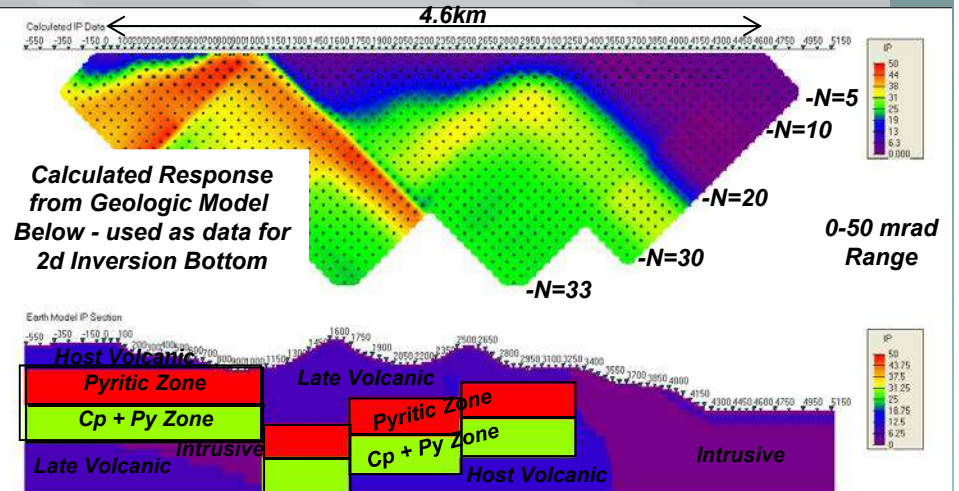 4.6km
Calculated IP Data
-550 -350 -150 0 1450 1600 1750 1900 2050 2200 2350 2500 2650 2800 2950 3100 3250 3400 3550 3700 3850 4000 4150 4300 4450 4600 4750 4950 5150
IP
50
44
38
31
25
19
13
6.3
0.000
-N=5
-N=10
-N=20
-N=30
-N=33
Calculated Response
from Geologic Model
Below - used as data for
2d Inversion Bottom
0-50 mrad
Range
Earth Model IP Section
-550 -350 -150 0 100 1150 1300 1600 1750 1900 2050 2200 2500 2650 2800 2950 3100 3250 3400 3550 3700 3850 4000 4150 4300 4450 4600 4750 4950 5150
IP
50
43.75
37.5
31.25
25
18.75
12.5
6.25
0
Host Volcanic
Pyritic Zone
Cp + Py Zone
Late Volcanic
Intrusive
Late Volcanic
Pyritic Zone
Cp + Py Zone
Host Volcanic
Intrusive